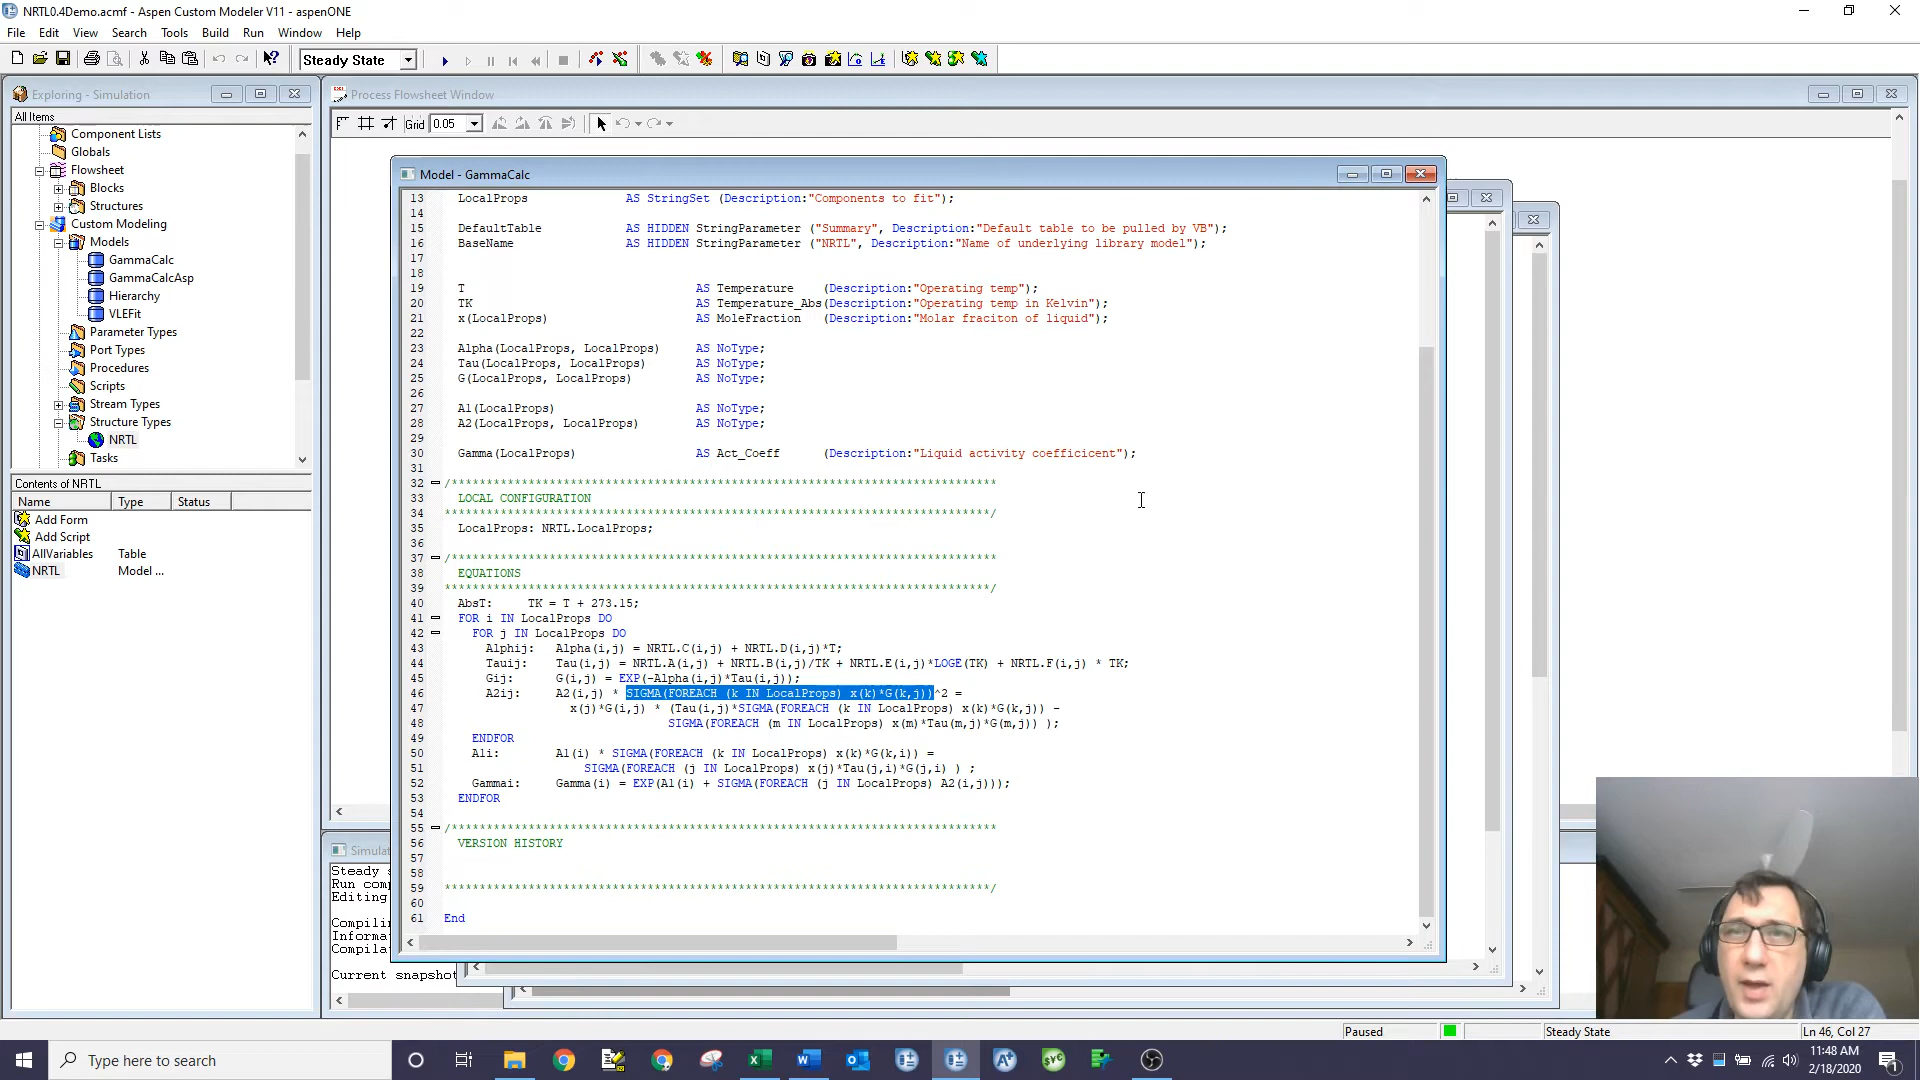 NRTL0.4Demo.acmf - Aspen Custom Modeler V11 - aspenONE
File Edit View Search Tools Build Run Window Help
Steady State
Exploring - Simulation
All Items
Component Lists
Globals
Flowsheet
Blocks
Structures
Custom Modeling
Models
GammaCalc
GammaCalcAsp
Hierarchy
VLEFit
Parameter Types
Port Types
Procedures
Scripts
Stream Types
Structure Types
NRTL
Tasks
Contents of NRTL
Name Type Status
Add Form
Add Script
AllVariables Table
NRTL Model ...
Process Flowsheet Window
Grid 0.05
Model - GammaCalc
13 LocalProps AS StringSet (Description:"Components to fit");
14
15 DefaultTable AS HIDDEN StringParameter ("Summary", Description:"Default table to be pulled by VB");
16 BaseName AS HIDDEN StringParameter ("NRTL", Description:"Name of underlying library model");
17
18
19 T AS Temperature (Description:"Operating temp");
20 TK AS Temperature_Abs(Description:"Operating temp in Kelvin");
21 x(LocalProps) AS MoleFraction (Description:"Molar fraciton of liquid");
22
23 Alpha(LocalProps, LocalProps) AS NoType;
24 Tau(LocalProps, LocalProps) AS NoType;
25 G(LocalProps, LocalProps) AS NoType;
26
27 A1(LocalProps) AS NoType;
28 A2(LocalProps, LocalProps) AS NoType;
29
30 Gamma(LocalProps) AS Act_Coeff (Description:"Liquid activity coefficicent");
31
32 /******************************************************************************
33 LOCAL CONFIGURATION
34 ******************************************************************************/
35 LocalProps: NRTL.LocalProps;
36
37 /******************************************************************************
38 EQUATIONS
39 ******************************************************************************/
40 AbsT: TK = T + 273.15;
41 FOR i IN LocalProps DO
42 FOR j IN LocalProps DO
43 Alphij: Alpha(i,j) = NRTL.C(i,j) + NRTL.D(i,j)*T;
44 Tauij: Tau(i,j) = NRTL.A(i,j) + NRTL.B(i,j)/TK + NRTL.E(i,j)*LOGE(TK) + NRTL.F(i,j) * TK;
45 Gij: G(i,j) = EXP(-Alpha(i,j)*Tau(i,j));
46 A2ij: A2(i,j) * SIGMA(FOREACH (k IN LocalProps) x(k)*G(k,j))^2 =
47 x(j)*G(i,j) * (Tau(i,j)*SIGMA(FOREACH (k IN LocalProps) x(k)*G(k,j)) -
48 SIGMA(FOREACH (m IN LocalProps) x(m)*Tau(m,j)*G(m,j)) );
49 ENDFOR
50 A1i: A1(i) * SIGMA(FOREACH (k IN LocalProps) x(k)*G(k,i)) =
51 SIGMA(FOREACH (j IN LocalProps) x(j)*Tau(j,i)*G(j,i) ) ;
52 Gammai: Gamma(i) = EXP(A1(i) + SIGMA(FOREACH (j IN LocalProps) A2(i,j)));
53 ENDFOR
54
55 /******************************************************************************
56 VERSION HISTORY
57
58
59 ******************************************************************************/
60
61 End
Simulat
Steady s
Run comp
Editing
Compilin
Informat
Compilat
Current snapshot
Paused Steady State Ln 46, Col 27
Type here to search
11:48 AM
2/18/2020
1